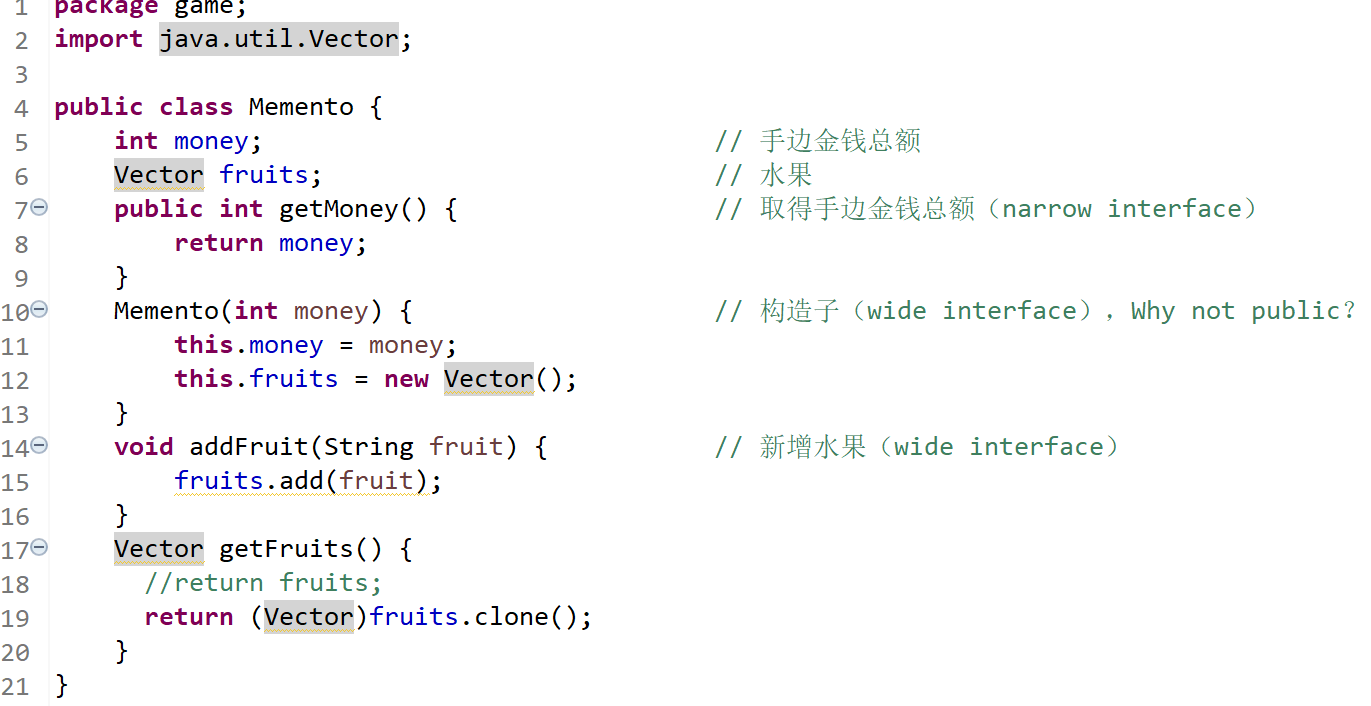 1 package game;
2 import java.util.Vector;
3
4 public class Memento {
5 int money; // 手边金钱总额
6 Vector fruits; // 水果
7 public int getMoney() { // 取得手边金钱总额（narrow interface）
8 return money;
9 }
10 Memento(int money) { // 构造子（wide interface），Why not public？
11 this.money = money;
12 this.fruits = new Vector();
13 }
14 void addFruit(String fruit) { // 新增水果（wide interface）
15 fruits.add(fruit);
16 }
17 Vector getFruits() {
18 //return fruits;
19 return (Vector)fruits.clone();
20 }
21 }